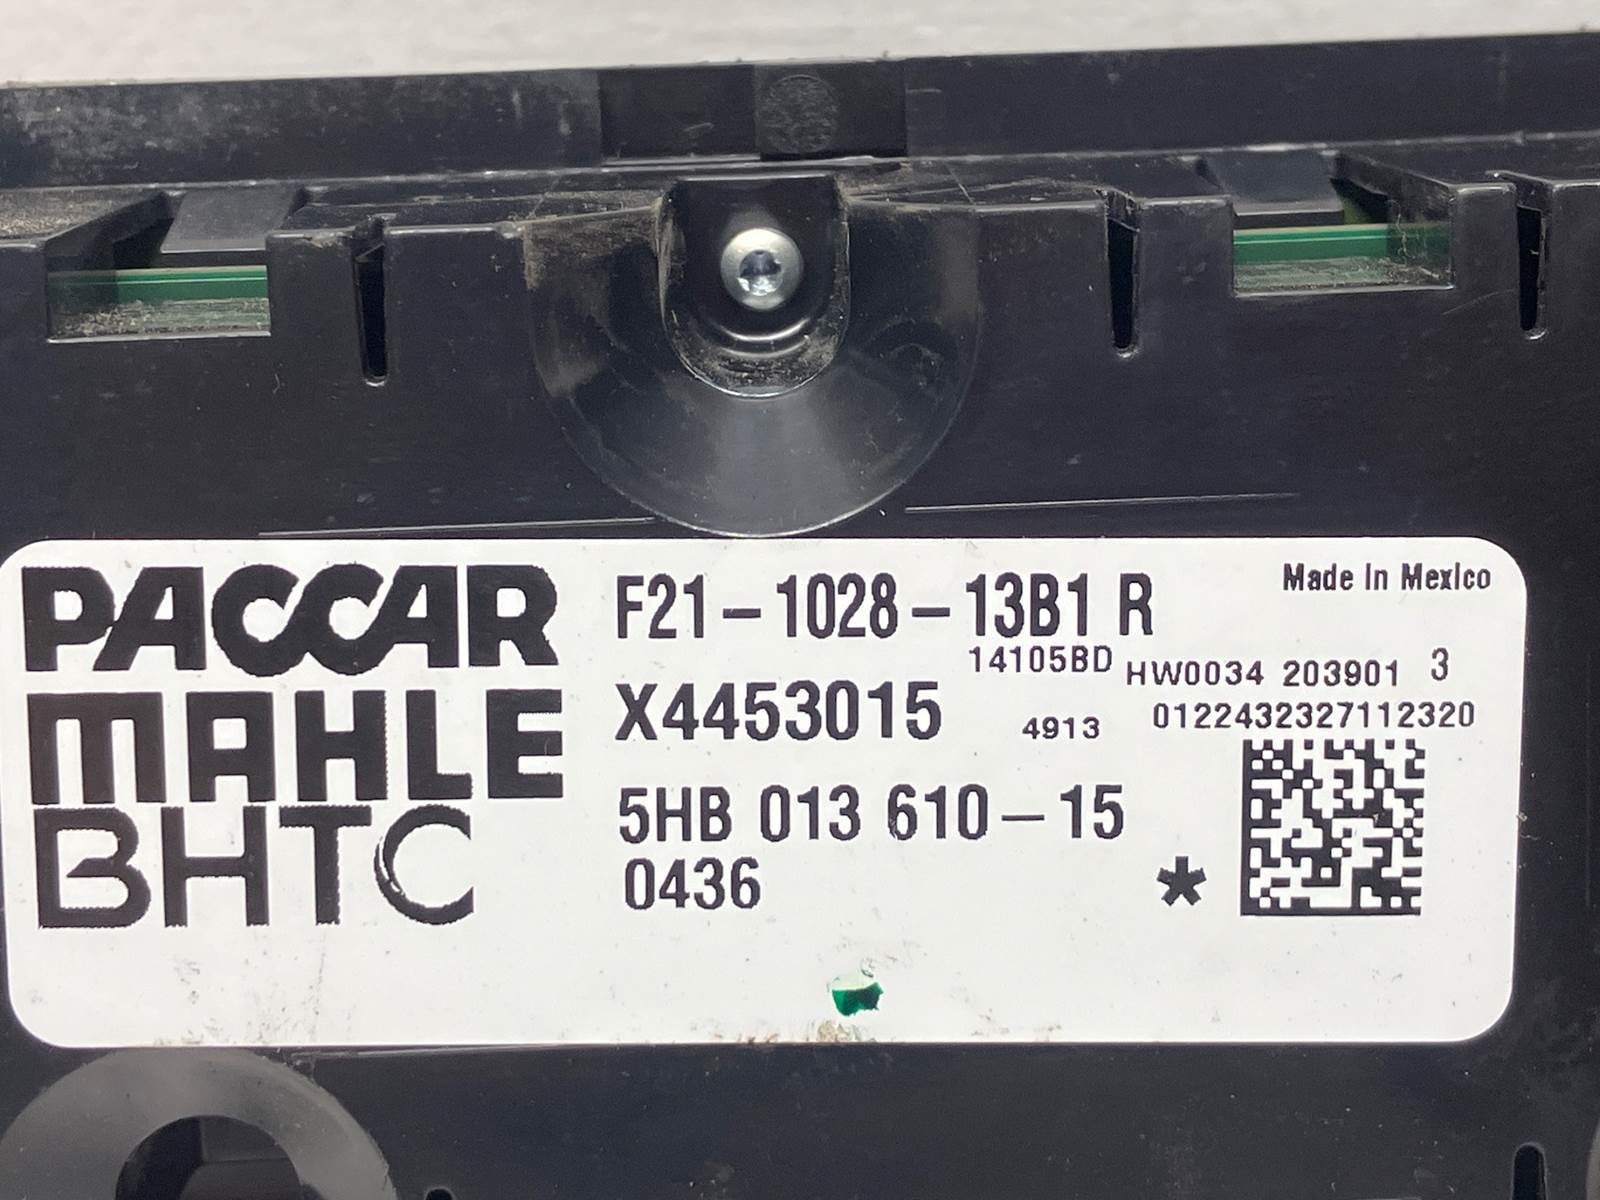 PACCAR
MAHLE
BHTC
F21-1028-13B1 R
Made in Mexico
14105BD HW0034 203901 3
X4453015 4913 0122432327112320
5HB 013 610-15
0436 *